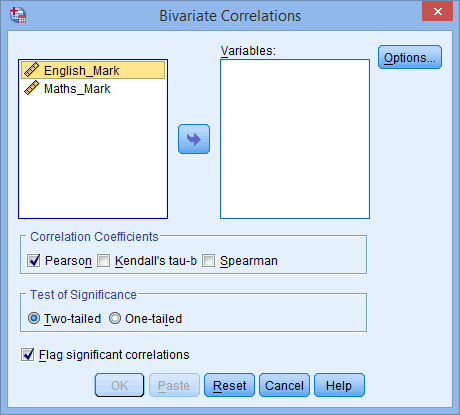 Bivariate Correlations
Variables:
Options...
English_Mark
Maths_Mark
Correlation Coefficients
Pearson Kendall's tau-b Spearman
Test of Significance
Two-tailed One-tailed
Flag significant correlations
OK Paste Reset Cancel Help